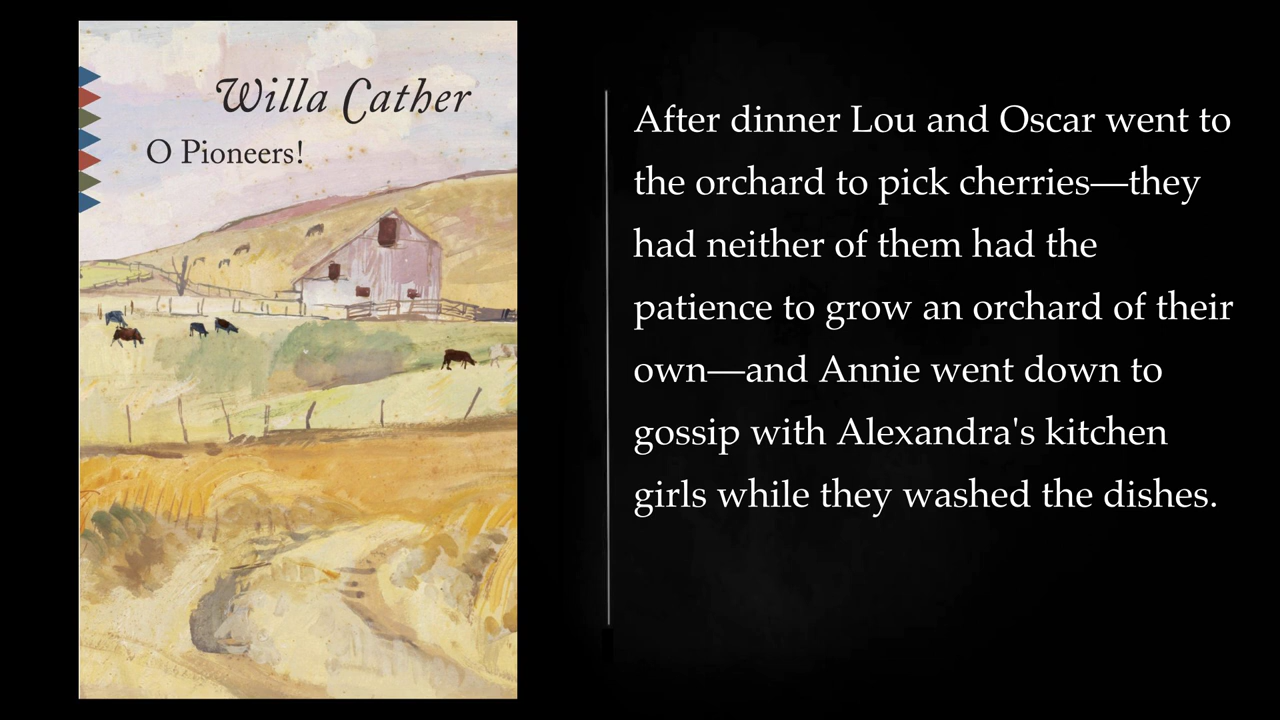 Willa Cather
O Pioneers!
After dinner Lou and Oscar went to
the orchard to pick cherries—they
had neither of them had the
patience to grow an orchard of their
own—and Annie went down to
gossip with Alexandra's kitchen
girls while they washed the dishes.